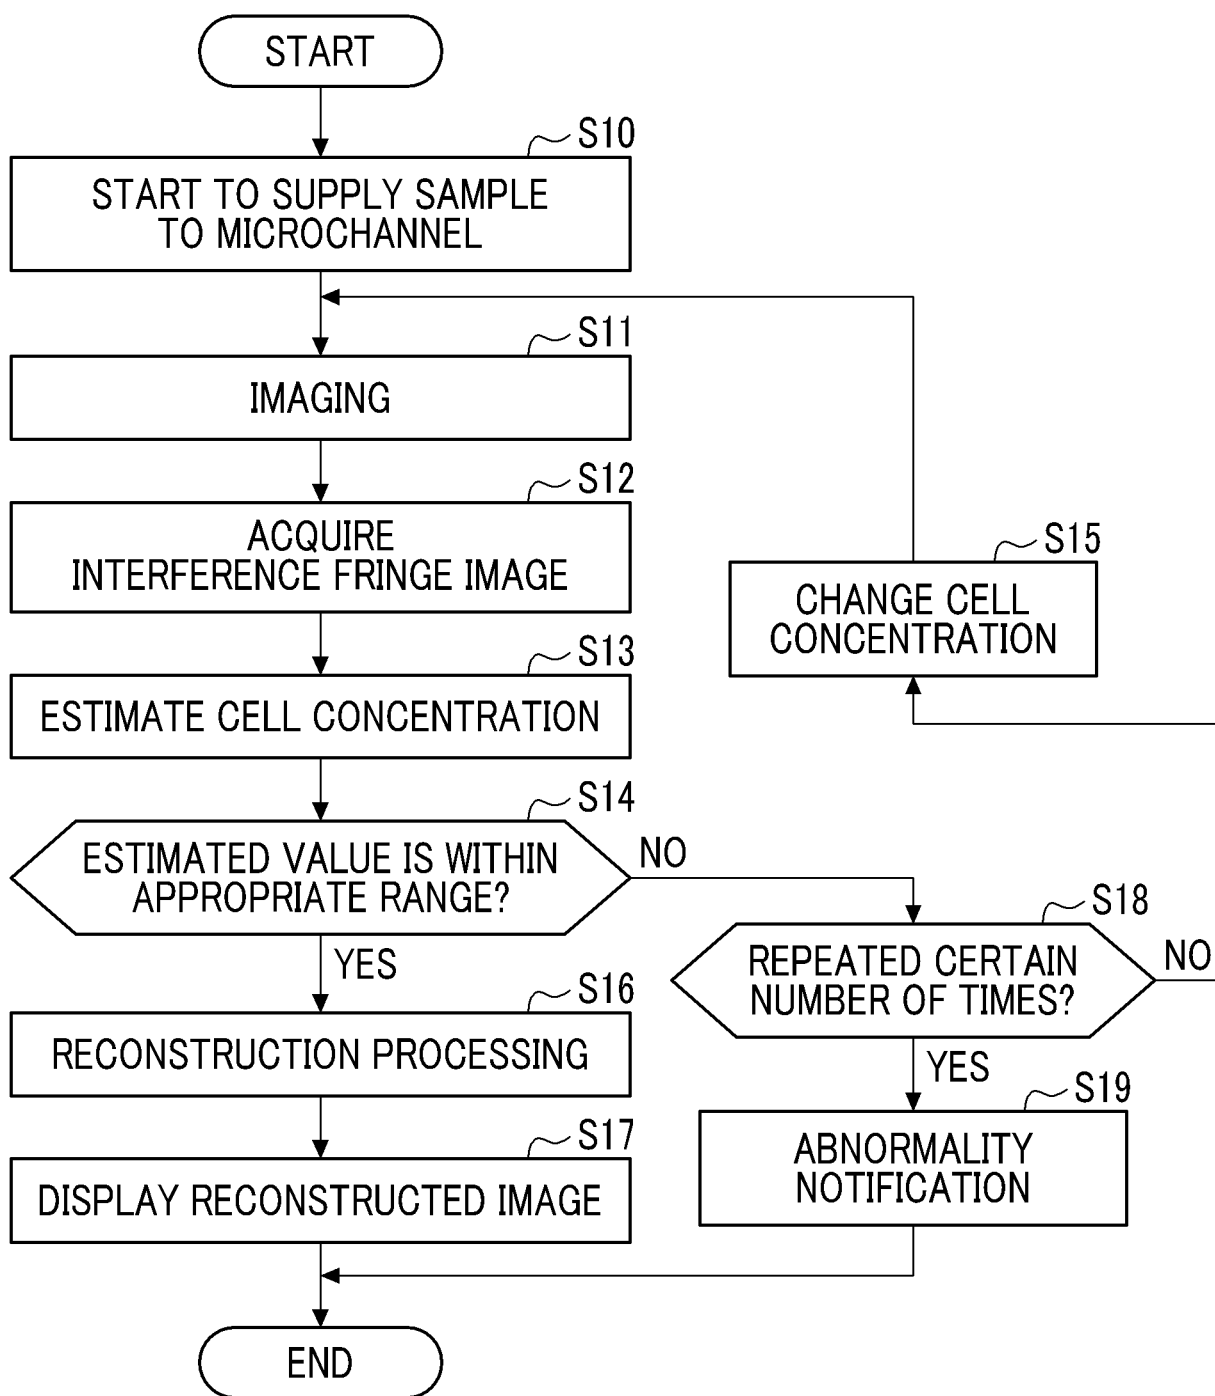 START
S10
START TO SUPPLY SAMPLE
TO MICROCHANNEL
S11
IMAGING
S12
ACQUIRE
INTERFERENCE FRINGE IMAGE
S15
CHANGE CELL
CONCENTRATION
S13
ESTIMATE CELL CONCENTRATION
S14
ESTIMATED VALUE IS WITHIN
APPROPRIATE RANGE?
NO
YES
S18
REPEATED CERTAIN
NUMBER OF TIMES?
NO
YES
S16
RECONSTRUCTION PROCESSING
S19
ABNORMALITY
NOTIFICATION
S17
DISPLAY RECONSTRUCTED IMAGE
END